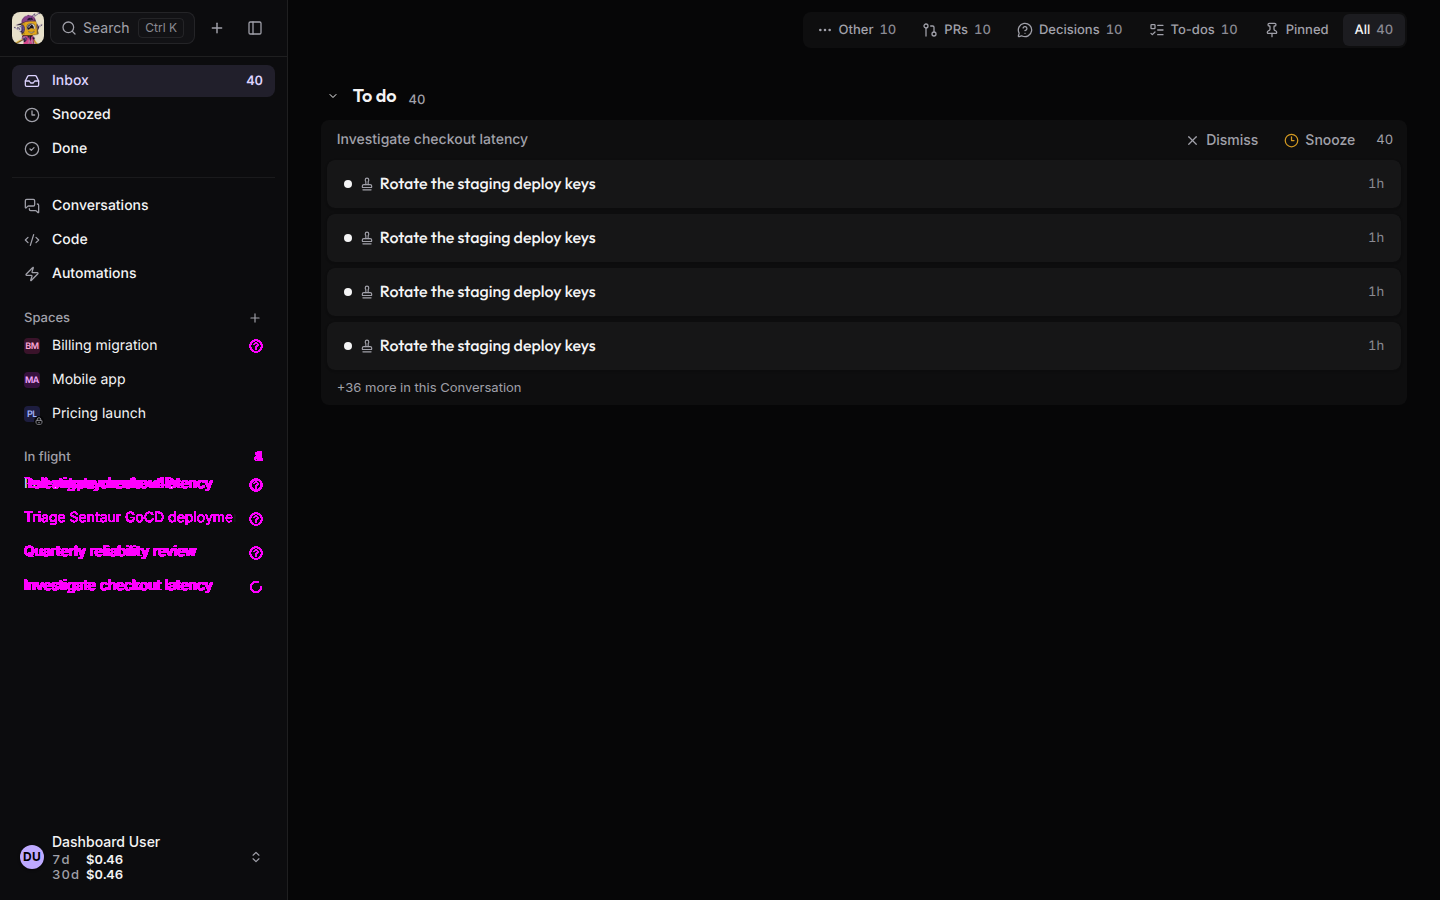 Search Ctrl K
Inbox 40
Snoozed
Done
Conversations
Code
Automations
Spaces
BM Billing migration
MA Mobile app
PL Pricing launch
In flight
latency
Triage Sentaur GoCD deployme
Quarterly reliability review
Investigate checkout latency
DU Dashboard User
7d $0.46
30d $0.46
Other 10 PRs 10 Decisions 10 To-dos 10 Pinned All 40
To do 40
Investigate checkout latency Dismiss Snooze 40
Rotate the staging deploy keys 1h
Rotate the staging deploy keys 1h
Rotate the staging deploy keys 1h
Rotate the staging deploy keys 1h
+36 more in this Conversation